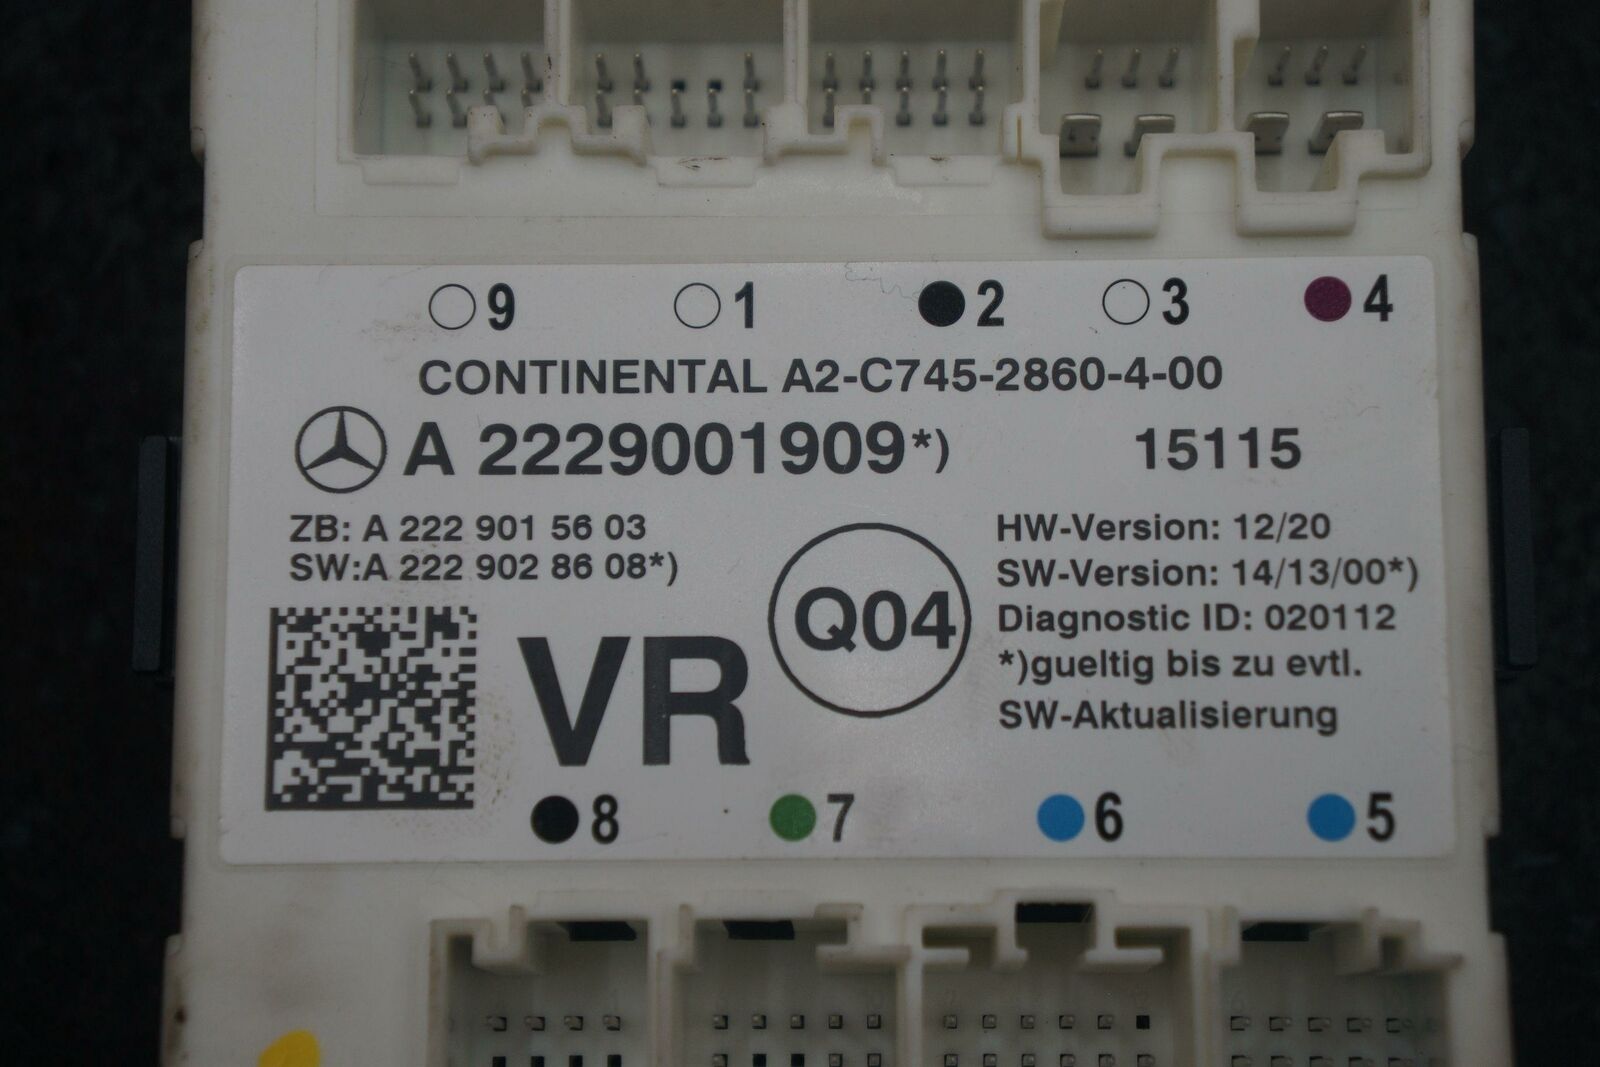 9 1 2 3 4
CONTINENTAL A2-C745-2860-4-00
A 2229001909*) 15115
ZB: A 222 901 56 03
SW:A 222 902 86 08*)
HW-Version: 12/20
SW-Version: 14/13/00*)
Diagnostic ID: 020112
*)gueltig bis zu evtl.
SW-Aktualisierung
VR
Q04
8 7 6 5